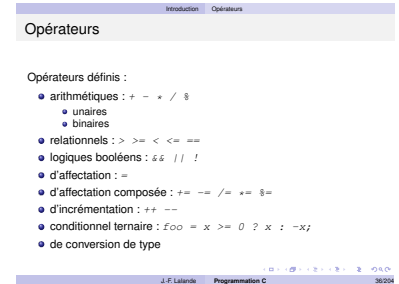 Introduction Opérateurs
Opérateurs
Opérateurs définis :
arithmétiques : + - * / %
unaires
binaires
relationnels : > >= < <= ==
logiques booléens : && || !
d'affectation : =
d'affectation composée : += -= /= *= %=
d'incrémentation : ++ --
conditionnel ternaire : foo = x >= 0 ? x : -x;
de conversion de type
J.-F. Lalande Programmation C 36/204